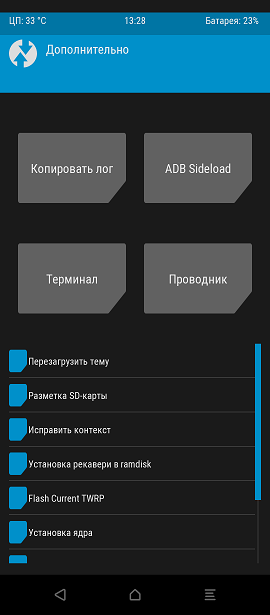 ЦП: 33 °C 13:28 Батарея: 23%
Дополнительно
Копировать лог ADB Sideload
Терминал Проводник
Перезагрузить тему
Разметка SD-карты
Исправить контекст
Установка рекавери в ramdisk
Flash Current TWRP
Установка ядра